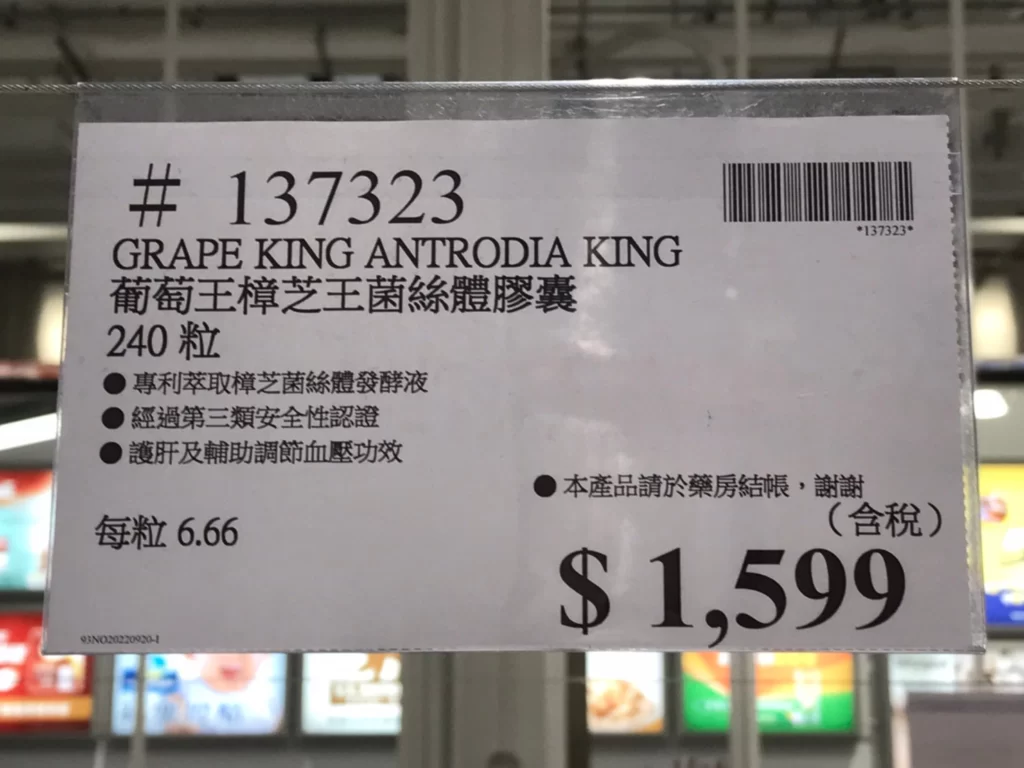 # 137323
*137323*
GRAPE KING ANTRODIA KING
葡萄王樟芝王菌絲體膠囊
240 粒
● 專利萃取樟芝菌絲體發酵液
● 經過第三類安全性認證
● 護肝及輔助調節血壓功效
● 本產品請於藥房結帳，謝謝
（含稅）
每粒 6.66
$ 1,599
93NO20220920-1